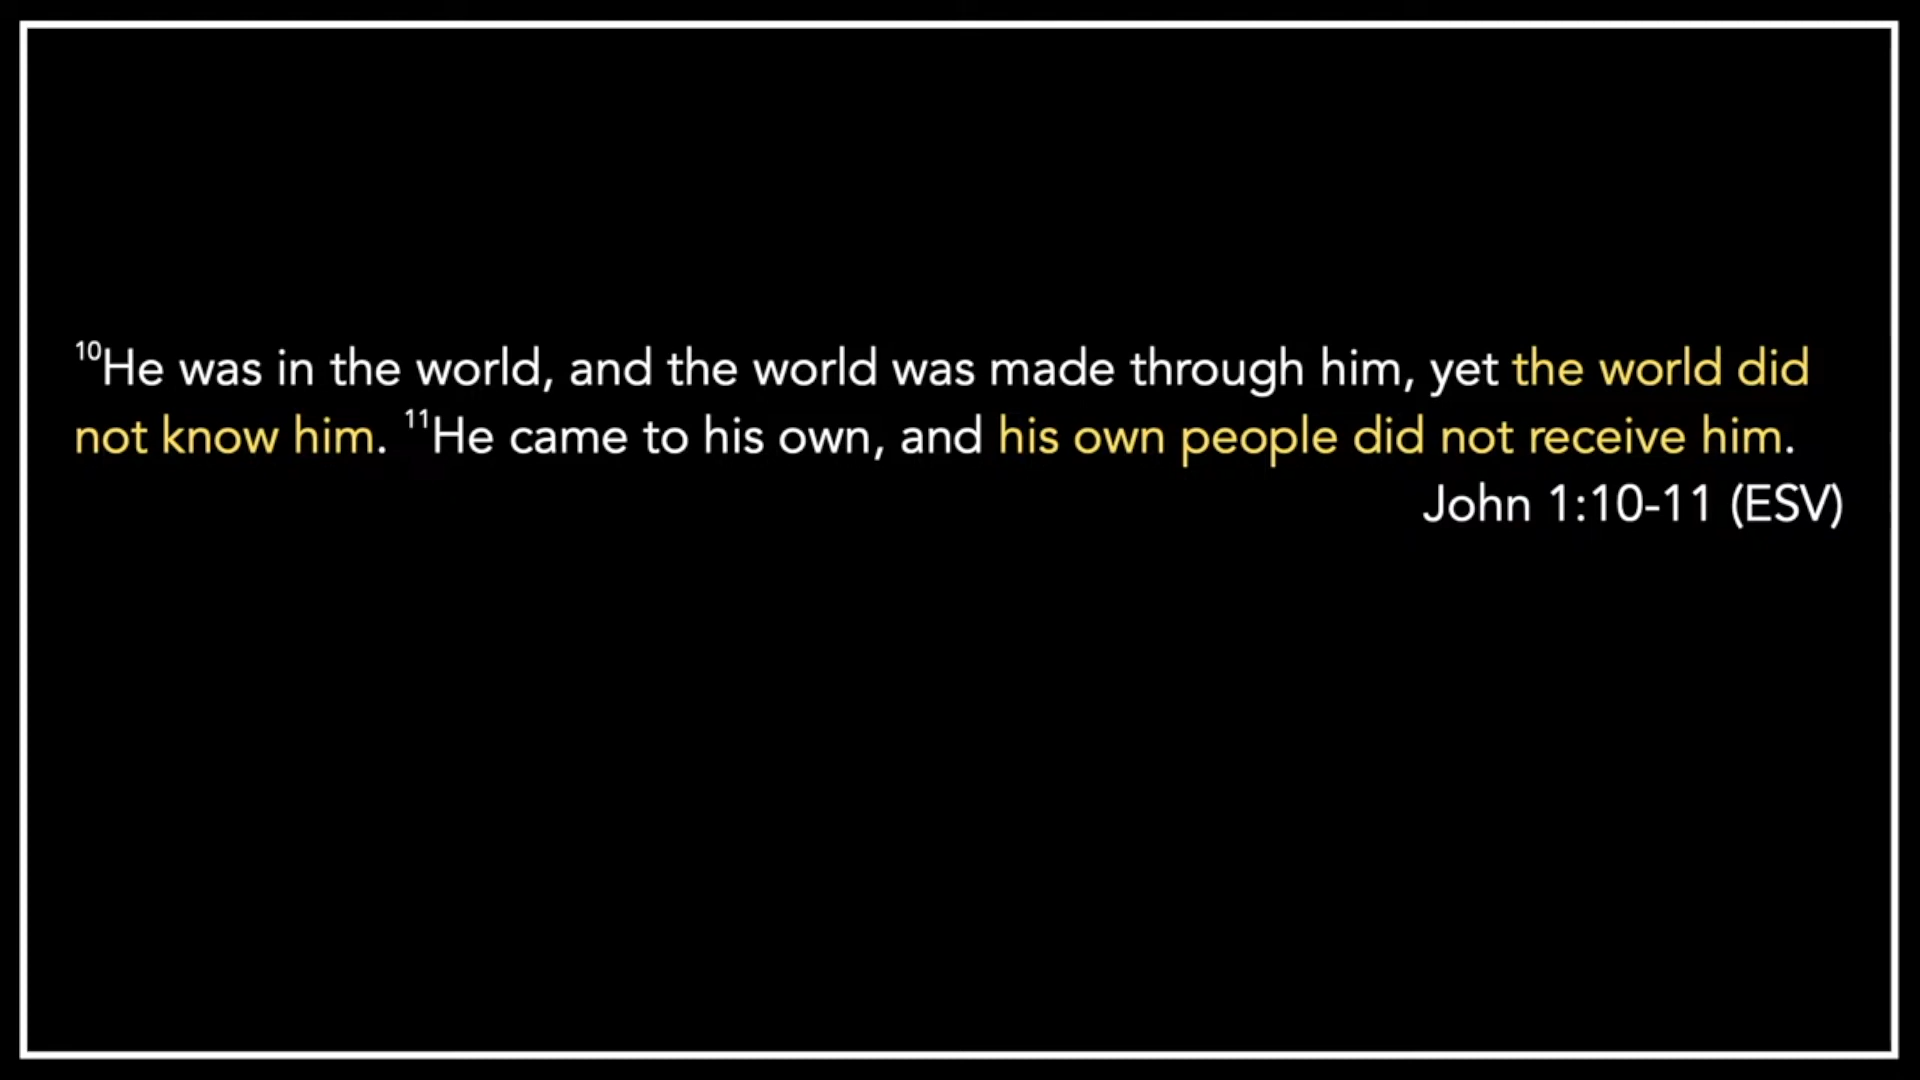 ¹⁰He was in the world, and the world was made through him, yet the world did
not know him. ¹¹He came to his own, and his own people did not receive him.
John 1:10-11 (ESV)